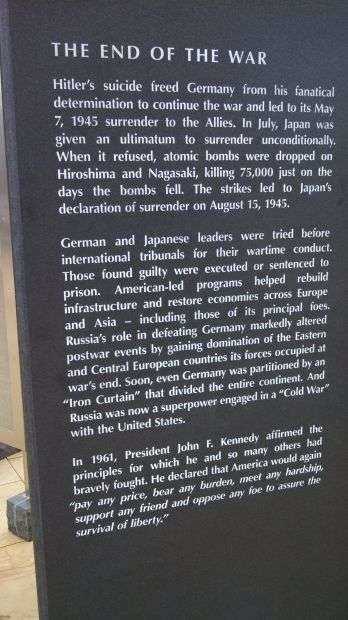 THE END OF THE WAR
Hitler's suicide freed Germany from his fanatical
determination to continue the war and led to its May
7, 1945 surrender to the Allies. In July, Japan was
given an ultimatum to surrender unconditionally.
When it refused, atomic bombs were dropped on
Hiroshima and Nagasaki, killing 75,000 just on the
days the bombs fell. The strikes led to Japan's
declaration of surrender on August 15, 1945.
German and Japanese leaders were tried before
international tribunals for their wartime conduct.
Those found guilty were executed or sentenced to
prison. American-led programs helped rebuild
infrastructure and restore economies across Europe
and Asia – including those of its principal foes.
Russia's role in defeating Germany markedly altered
postwar events by gaining domination of the Eastern
and Central European countries its forces occupied at
war's end. Soon, even Germany was partitioned by an
"Iron Curtain" that divided the entire continent. And
Russia was now a superpower engaged in a "Cold War"
with the United States.
In 1961, President John F. Kennedy affirmed the
principles for which he and so many others had
bravely fought. He declared that America would again
"pay any price, bear any burden, meet any hardship,
support any friend and oppose any foe to assure the
survival of liberty."